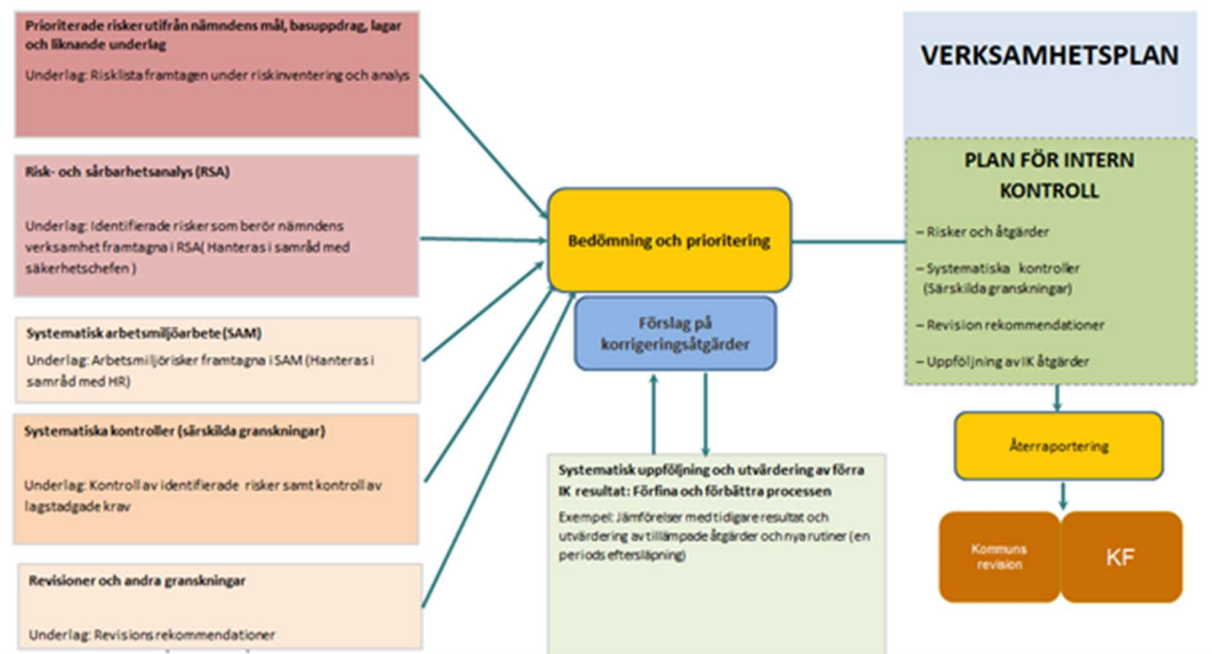 Prioriterade risker utifrån nämndens mål, basuppdrag, lagar
och liknande underlag
Underlag: Risklista framtagen under riskinventering och analys
Risk- och sårbarhetsanalys (RSA)
Underlag: Identifierade risker som berör nämndens
verksamhet framtagna i RSA( Hanteras i samråd med
säkerhetschefen )
Systematisk arbetsmiljöarbete (SAM)
Underlag: Arbetsmiljörisker framtagna i SAM (Hanteras i
samråd med HR)
Systematiska kontroller (särskilda granskningar)
Underlag: Kontroll av identifierade risker samt kontroll av
lagstadgade krav
Revisioner och andra granskningar
Underlag: Revisions rekommendationer
Bedömning och prioritering
Förslag på
korrigeringsåtgärder
Systematisk uppföljning och utvärdering av förra
IK resultat: Förfina och förbättra processen
Exempel: Jämförelser med tidigare resultat och
utvärdering av tillämpade åtgärder och nya rutiner (en
periods eftersläpning)
VERKSAMHETSPLAN
PLAN FÖR INTERN
KONTROLL
– Risker och åtgärder
– Systematiska kontroller
(Särskilda granskningar)
– Revision rekommendationer
– Uppföljning av IK åtgärder
Återraportering
Kommuns
revision
KF